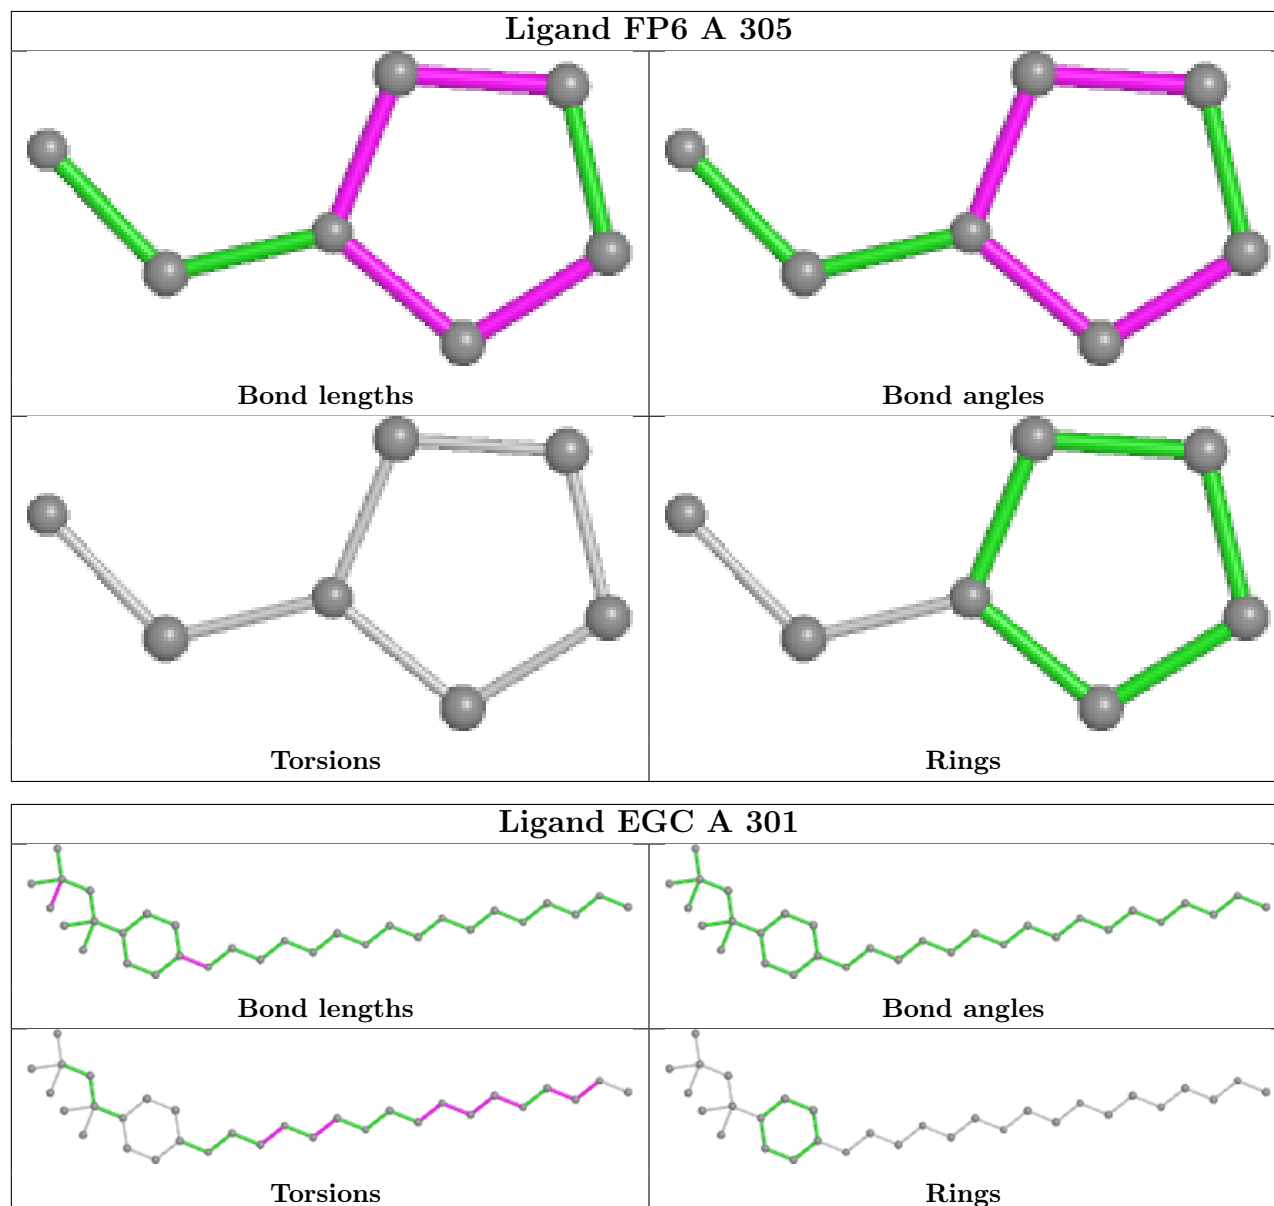 Ligand FP6 A 305
Bond lengths
Bond angles
Torsions
Rings
Ligand EGC A 301
Bond lengths
Bond angles
Torsions
Rings